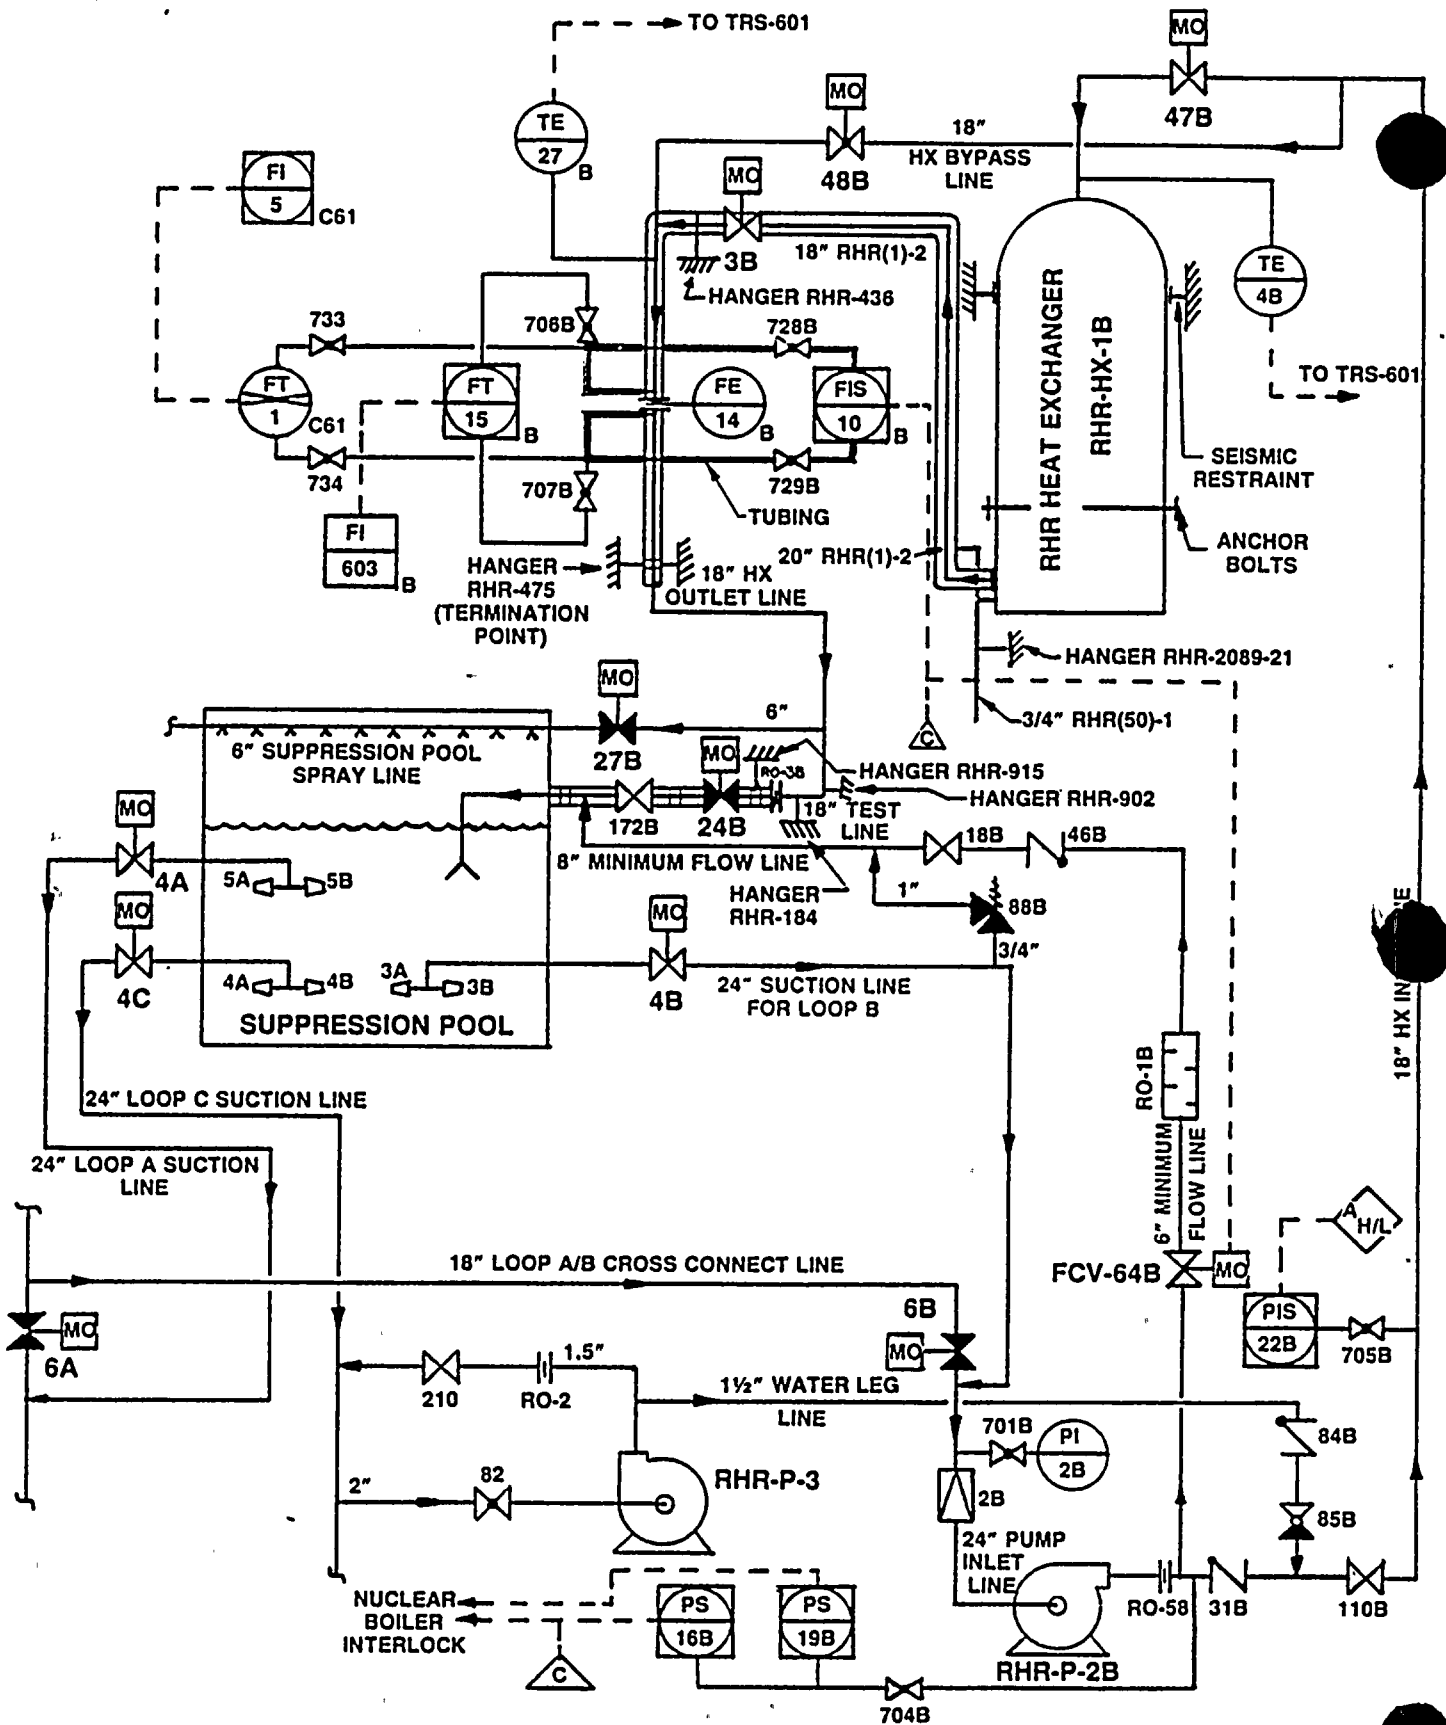 TO TRS-601
MO
47B
MO
48B
18"
HX BYPASS
LINE
TE
27
B
FI
5
C61
MO
3B
18" RHR(1)-2
HANGER RHR-436
TE
4B
TO TRS-601
RHR HEAT EXCHANGER
RHR-HX-1B
SEISMIC
RESTRAINT
ANCHOR
BOLTS
733
706B
728B
FT
1
C61
FT
15
B
FE
14
B
FIS
10
B
734
707B
729B
TUBING
FI
603
B
20" RHR(1)-2
HANGER
RHR-475
(TERMINATION
POINT)
18" HX
OUTLET LINE
HANGER RHR-2089-21
3/4" RHR(50)-1
C
MO
27B
6"
6" SUPPRESSION POOL
SPRAY LINE
MO
24B
RO-3B
HANGER RHR-915
HANGER RHR-902
172B
18" TEST
LINE
8" MINIMUM FLOW LINE
18B
46B
HANGER
RHR-184
1"
88B
3/4"
MO
4A
5A
5B
MO
4C
4A
4B
3A
3B
SUPPRESSION POOL
MO
4B
24" SUCTION LINE
FOR LOOP B
18" HX IN
24" LOOP C SUCTION LINE
24" LOOP A SUCTION
LINE
RO-1B
6" MINIMUM
FLOW LINE
A
H/L
18" LOOP A/B CROSS CONNECT LINE
FCV-64B
MO
MO
6A
6B
MO
PIS
22B
705B
1.5"
210
RO-2
1½" WATER LEG
LINE
701B
PI
2B
84B
2"
82
RHR-P-3
2B
85B
24" PUMP
INLET
LINE
NUCLEAR
BOILER
INTERLOCK
C
PS
16B
PS
19B
RO-58
31B
110B
RHR-P-2B
704B